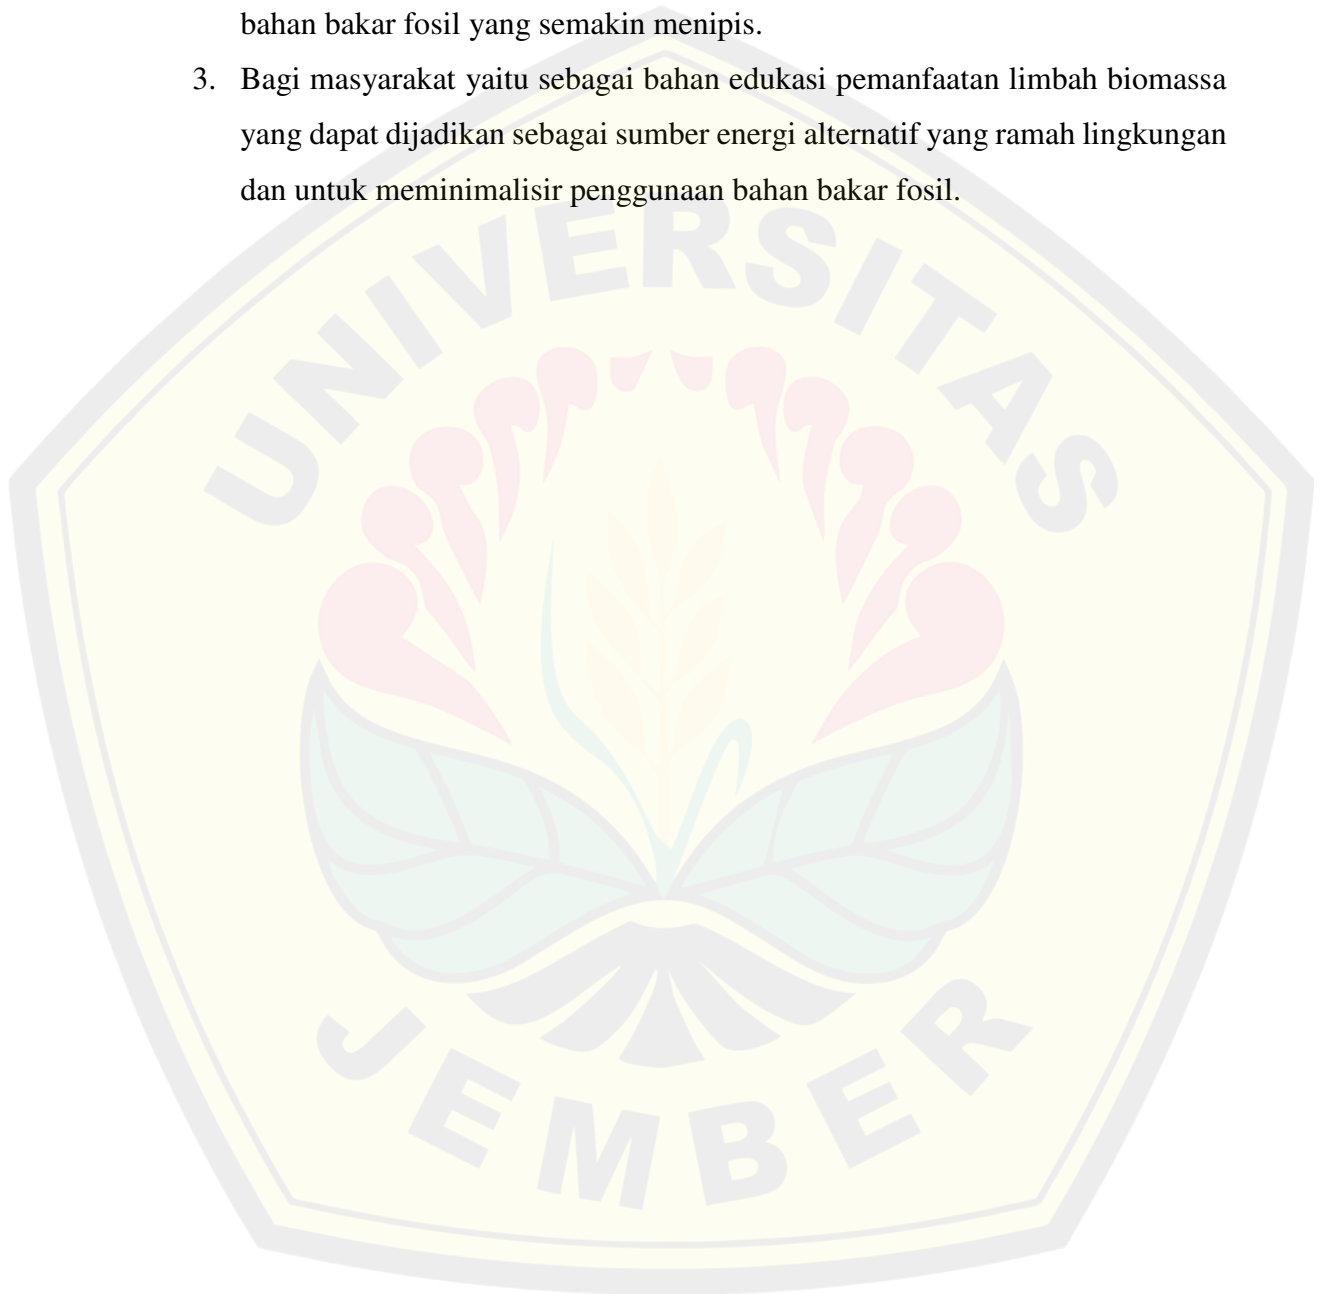 bahan bakar fosil yang semakin menipis.
3. Bagi masyarakat yaitu sebagai bahan edukasi pemanfaatan limbah biomassa
yang dapat dijadikan sebagai sumber energi alternatif yang ramah lingkungan
dan untuk meminimalisir penggunaan bahan bakar fosil.
UNIVERSITAS
JEMBER